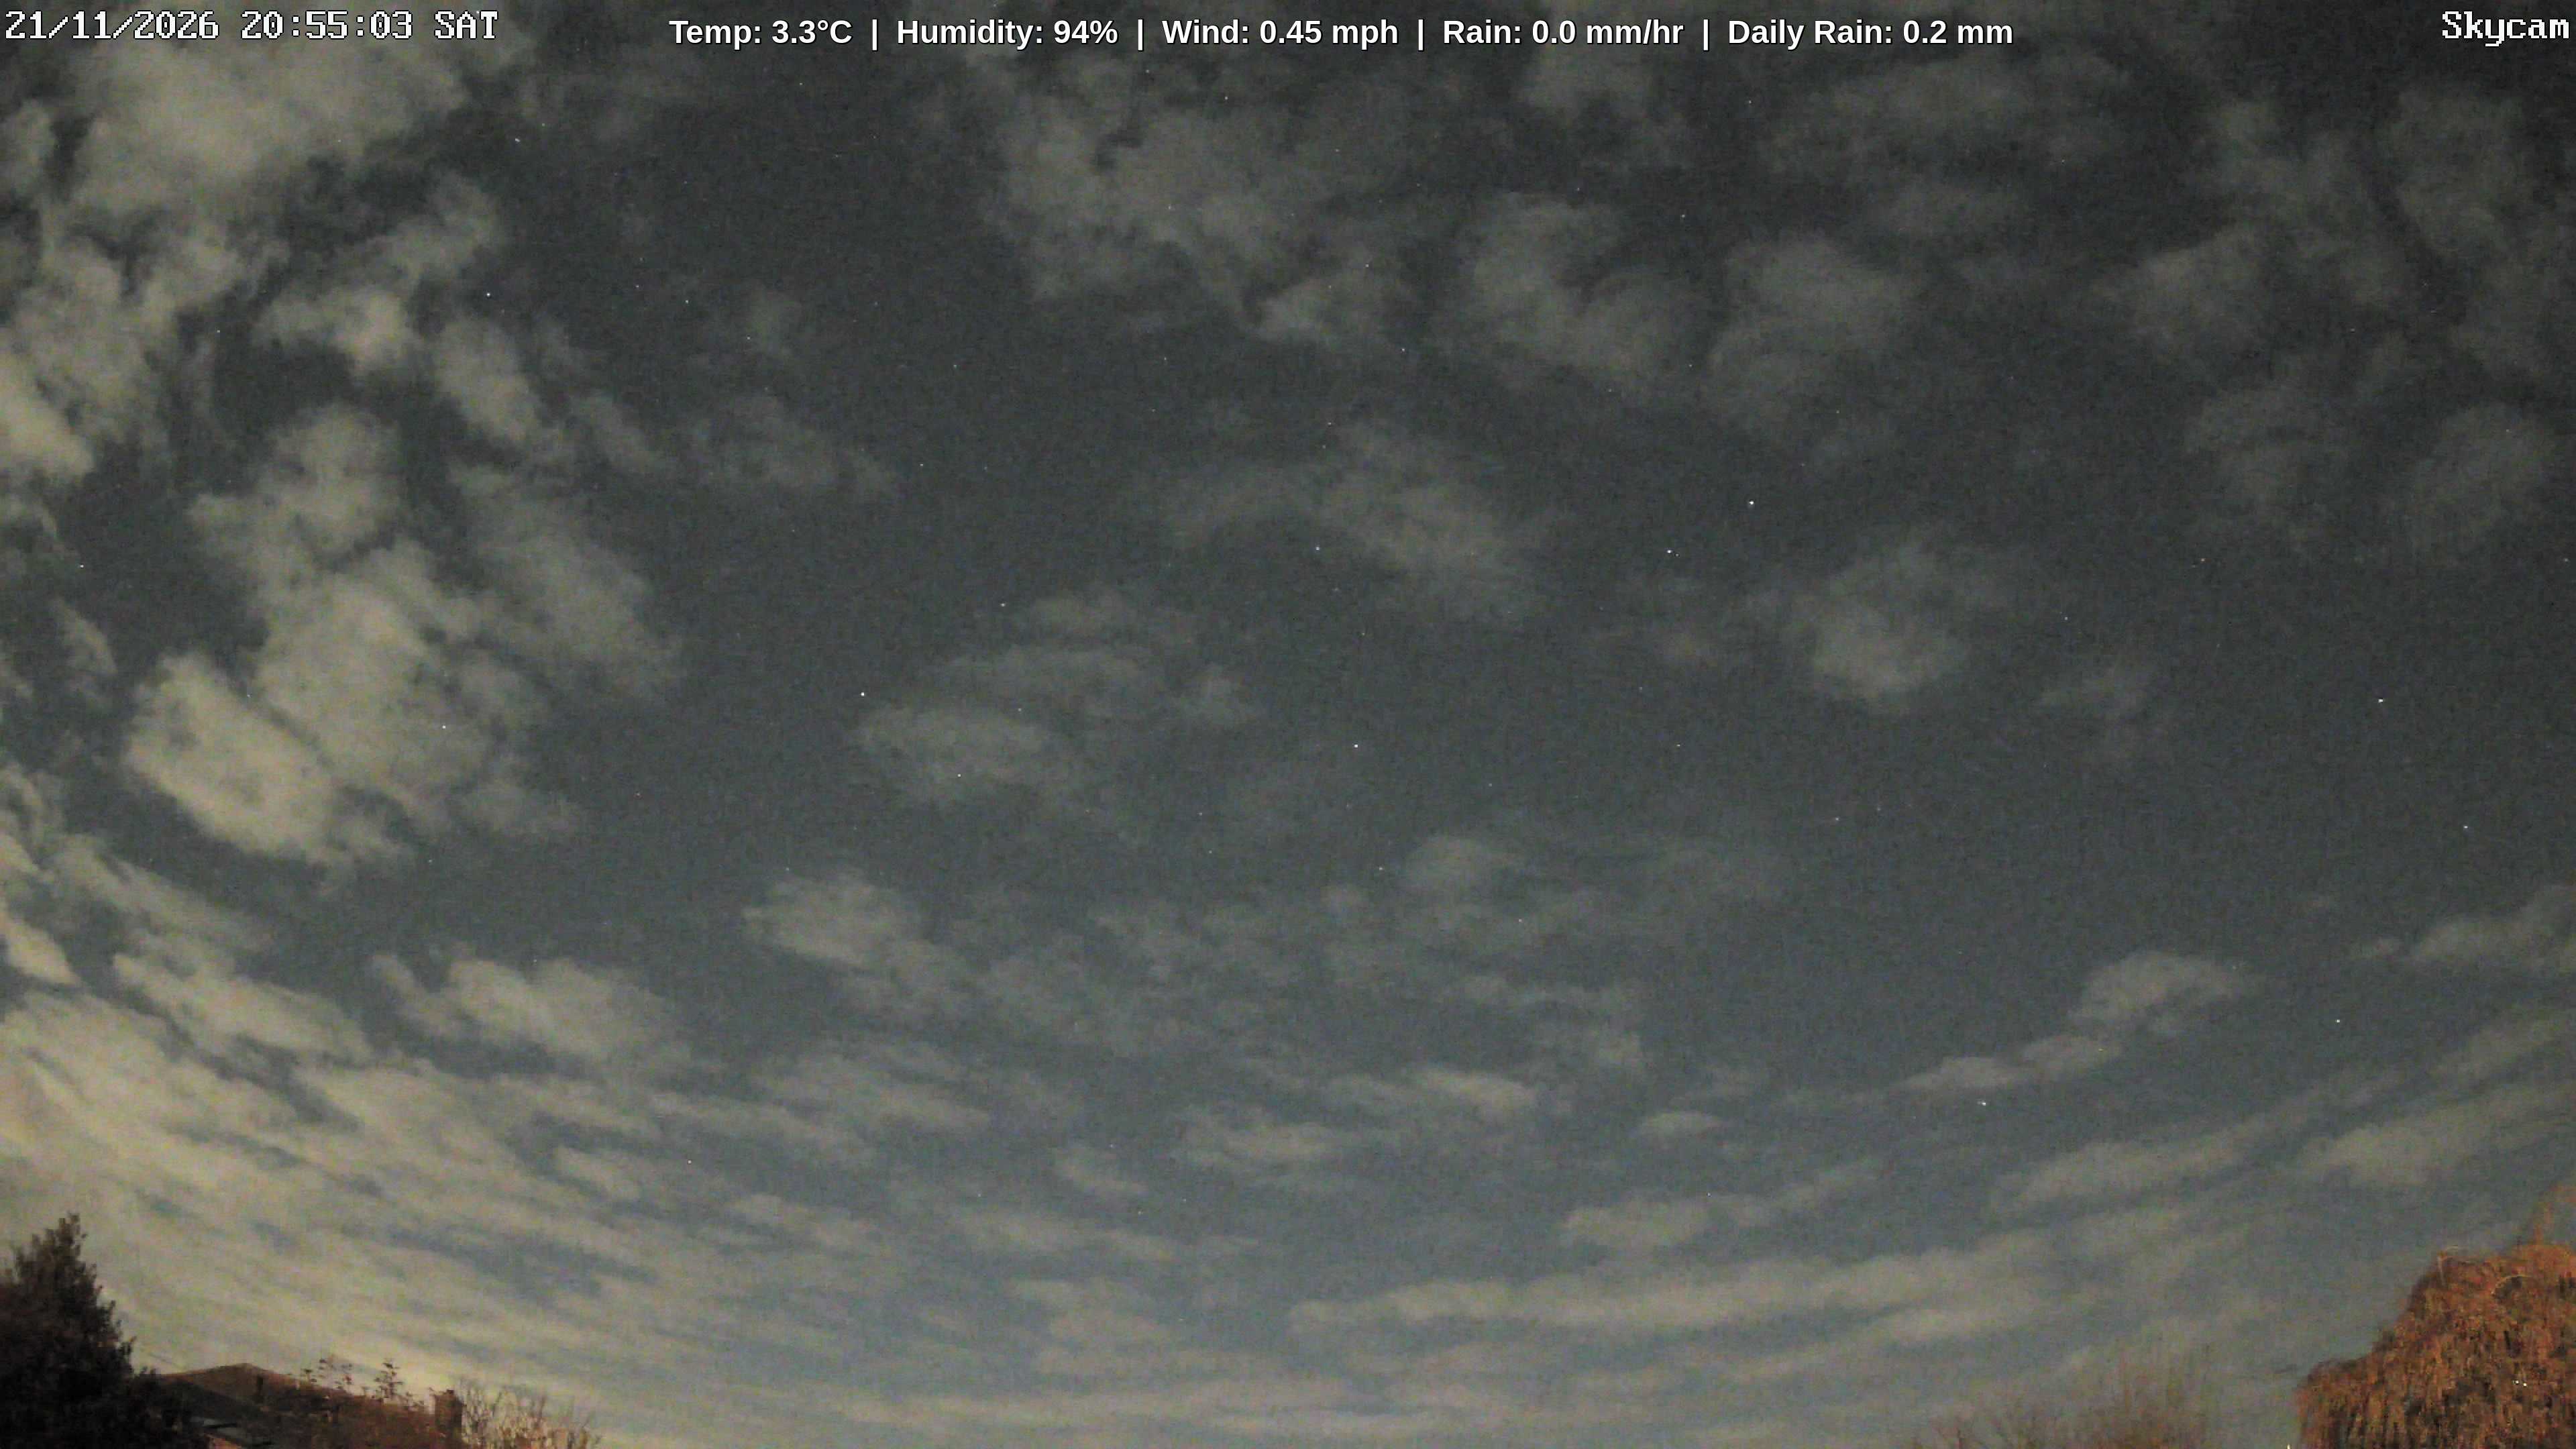 21/11/2026 20:55:03 SAT
Temp: 3.3°C | Humidity: 94% | Wind: 0.45 mph | Rain: 0.0 mm/hr | Daily Rain: 0.2 mm
Skycam